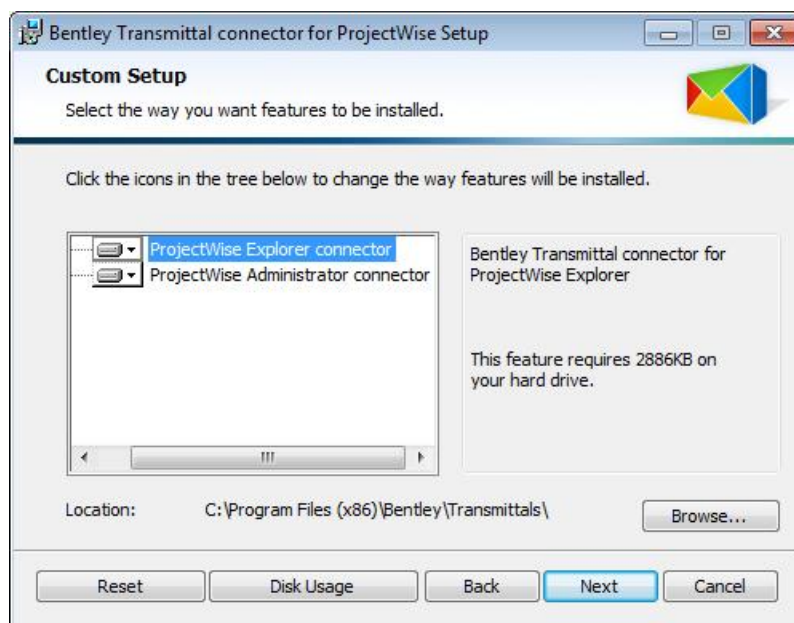 Bentley Transmittal connector for ProjectWise Setup
Custom Setup
Select the way you want features to be installed.
Click the icons in the tree below to change the way features will be installed.
ProjectWise Explorer connector
ProjectWise Administrator connector
Bentley Transmittal connector for
ProjectWise Explorer
This feature requires 2886KB on
your hard drive.
Location: C:\Program Files (x86)\Bentley\Transmittals\
Browse...
Reset Disk Usage Back Next Cancel